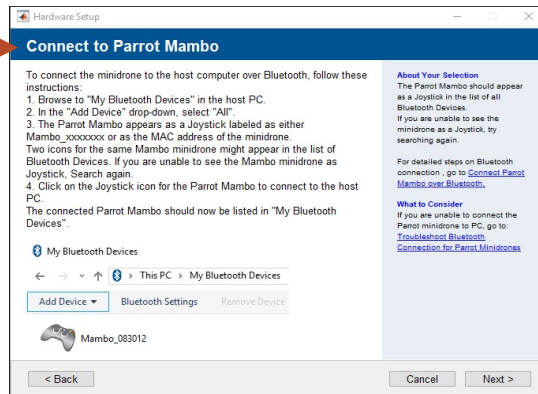 Hardware Setup
Connect to Parrot Mambo
To connect the minidrone to the host computer over Bluetooth, follow these
instructions:
1. Browse to "My Bluetooth Devices" in the host PC.
2. In the "Add Device" drop-down, select "All".
3. The Parrot Mambo appears as a Joystick labeled as either
Mambo_xxxxxxx or as the MAC address of the minidrone.
Two icons for the same Mambo minidrone might appear in the list of
Bluetooth Devices. If you are unable to see the Mambo minidrone as
Joystick, Search again.
4. Click on the Joystick icon for the Parrot Mambo to connect to the host
PC.
The connected Parrot Mambo should now be listed in "My Bluetooth
Devices".
My Bluetooth Devices
This PC > My Bluetooth Devices
Add Device
Bluetooth Settings
Remove Device
Mambo_083012
About Your Selection
The Parrot Mambo should appear
as a Joystick in the list of all
Bluetooth Devices.
If you are unable to see the
minidrone as a Joystick, try
searching again.
For detailed steps on Bluetooth
connection , go to Connect Parrot
Mambo over Bluetooth.
What to Consider
If you are unable to connect the
Parrot minidrone to PC, go to:
Troubleshoot Bluetooth
Connection for Parrot Minidrones
< Back
Cancel
Next >